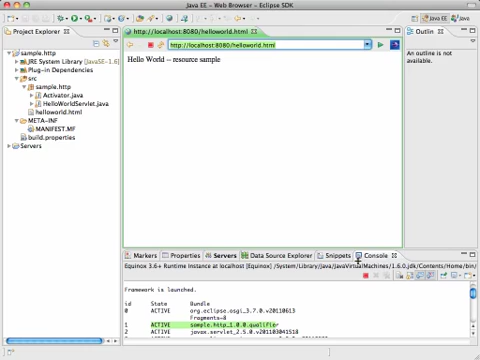 Java EE - Web Browser - Eclipse SDK
Java EE
Java
Project Explorer
sample.http
JRE System Library [JavaSE-1.6]
Plug-in Dependencies
src
sample.http
Activator.java
HelloWorldServlet.java
helloworld.html
META-INF
MANIFEST.MF
build.properties
Servers
http://localhost:8080/helloworld.html
http://localhost:8080/helloworld.html
Hello World -- resource sample
Outlin
An outline is not
available.
Markers
Properties
Servers
Data Source Explorer
Snippets
Console
Equinox 3.6+ Runtime Instance at localhost [Equinox] /System/Library/Java/JavaVirtualMachines/1.6.0.jdk/Contents/Home/bin/
Framework is launched.
id State Bundle
0 ACTIVE org.eclipse.osgi_3.7.0.v20110613
Fragments=8
1 ACTIVE sample.http_1.0.0.qualifier
2 ACTIVE javax.servlet_2.5.0.v201103041518